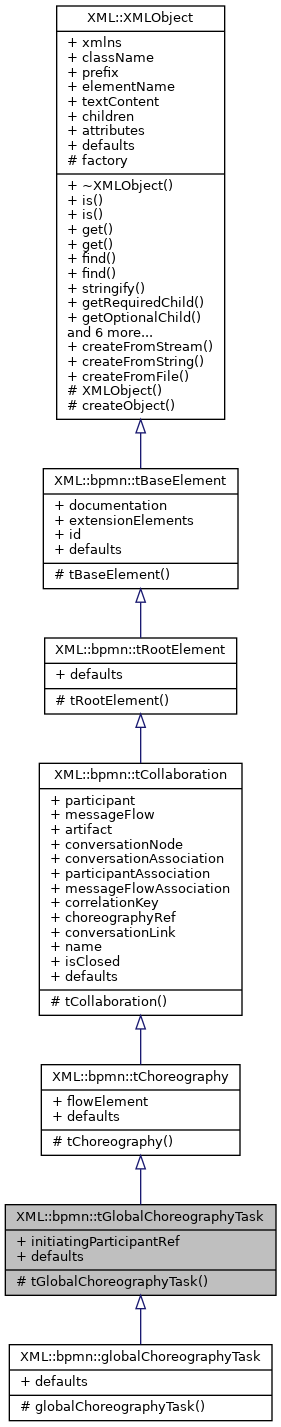 XML::XMLObject
+ xmlns
+ className
+ prefix
+ elementName
+ textContent
+ children
+ attributes
+ defaults
# factory
+ ~XMLObject()
+ is()
+ is()
+ get()
+ get()
+ find()
+ find()
+ stringify()
+ getRequiredChild()
+ getOptionalChild()
and 6 more...
+ createFromStream()
+ createFromString()
+ createFromFile()
# XMLObject()
# createObject()
XML::bpmn::tBaseElement
+ documentation
+ extensionElements
+ id
+ defaults
# tBaseElement()
XML::bpmn::tRootElement
+ defaults
# tRootElement()
XML::bpmn::tCollaboration
+ participant
+ messageFlow
+ artifact
+ conversationNode
+ conversationAssociation
+ participantAssociation
+ messageFlowAssociation
+ correlationKey
+ choreographyRef
+ conversationLink
+ name
+ isClosed
+ defaults
# tCollaboration()
XML::bpmn::tChoreography
+ flowElement
+ defaults
# tChoreography()
XML::bpmn::tGlobalChoreographyTask
+ initiatingParticipantRef
+ defaults
# tGlobalChoreographyTask()
XML::bpmn::globalChoreographyTask
+ defaults
# globalChoreographyTask()